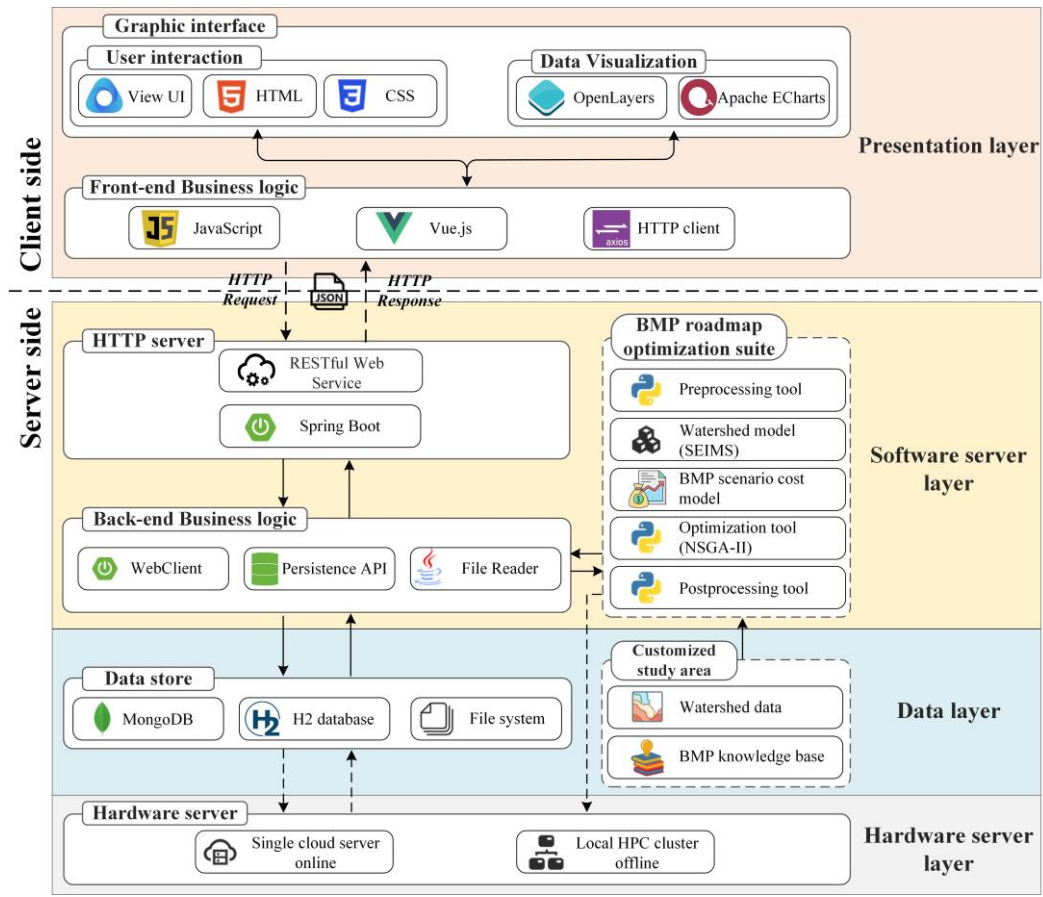 Client side
Graphic interface
User interaction
View UI
HTML
CSS
Data Visualization
OpenLayers
Apache ECharts
Presentation layer
Front-end Business logic
JS
JavaScript
Vue.js
axios
HTTP client
HTTP
Request
JSON
HTTP
Response
Server side
HTTP server
RESTful Web
Service
Spring Boot
BMP roadmap
optimization suite
Preprocessing tool
Watershed model
(SEIMS)
BMP scenario cost
model
Optimization tool
(NSGA-II)
Postprocessing tool
Software server
layer
Back-end Business logic
WebClient
Persistence API
File Reader
Data store
MongoDB
H2
H2 database
File system
Customized
study area
Watershed data
BMP knowledge base
Data layer
Hardware server
Single cloud server
online
Local HPC cluster
offline
Hardware server
layer